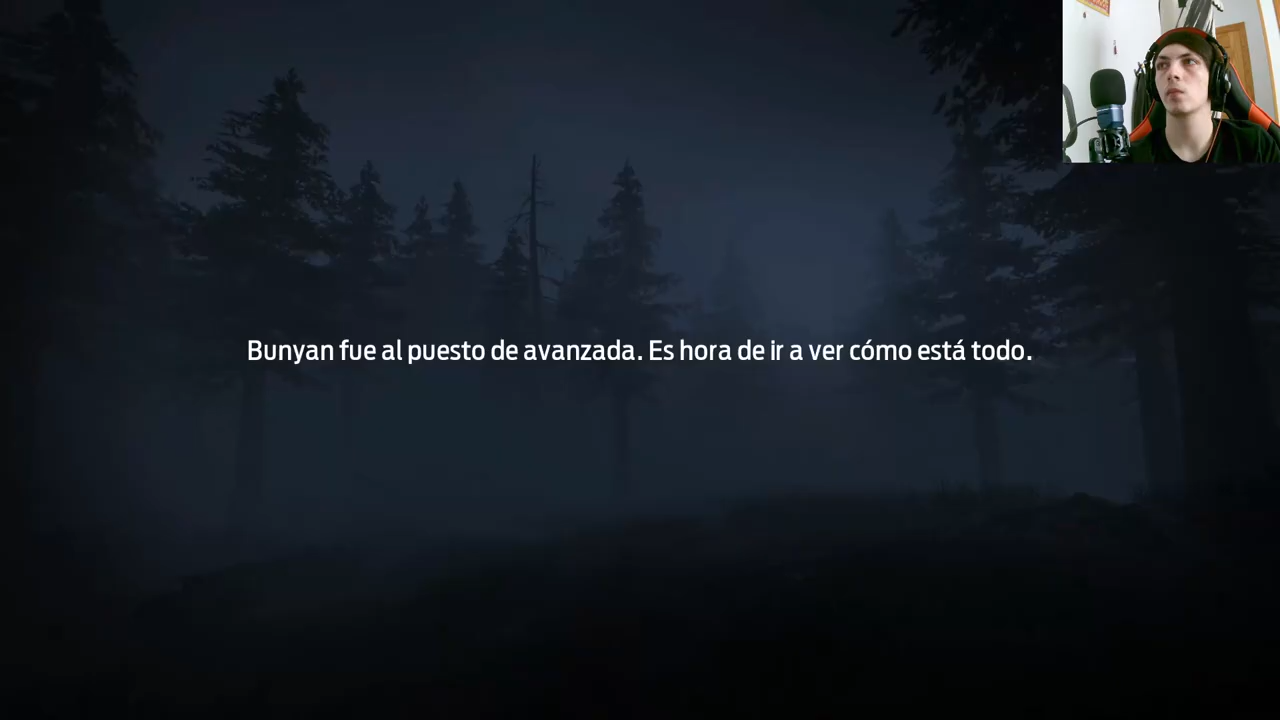 Bunyan fue al puesto de avanzada. Es hora de ir a ver cómo está todo.